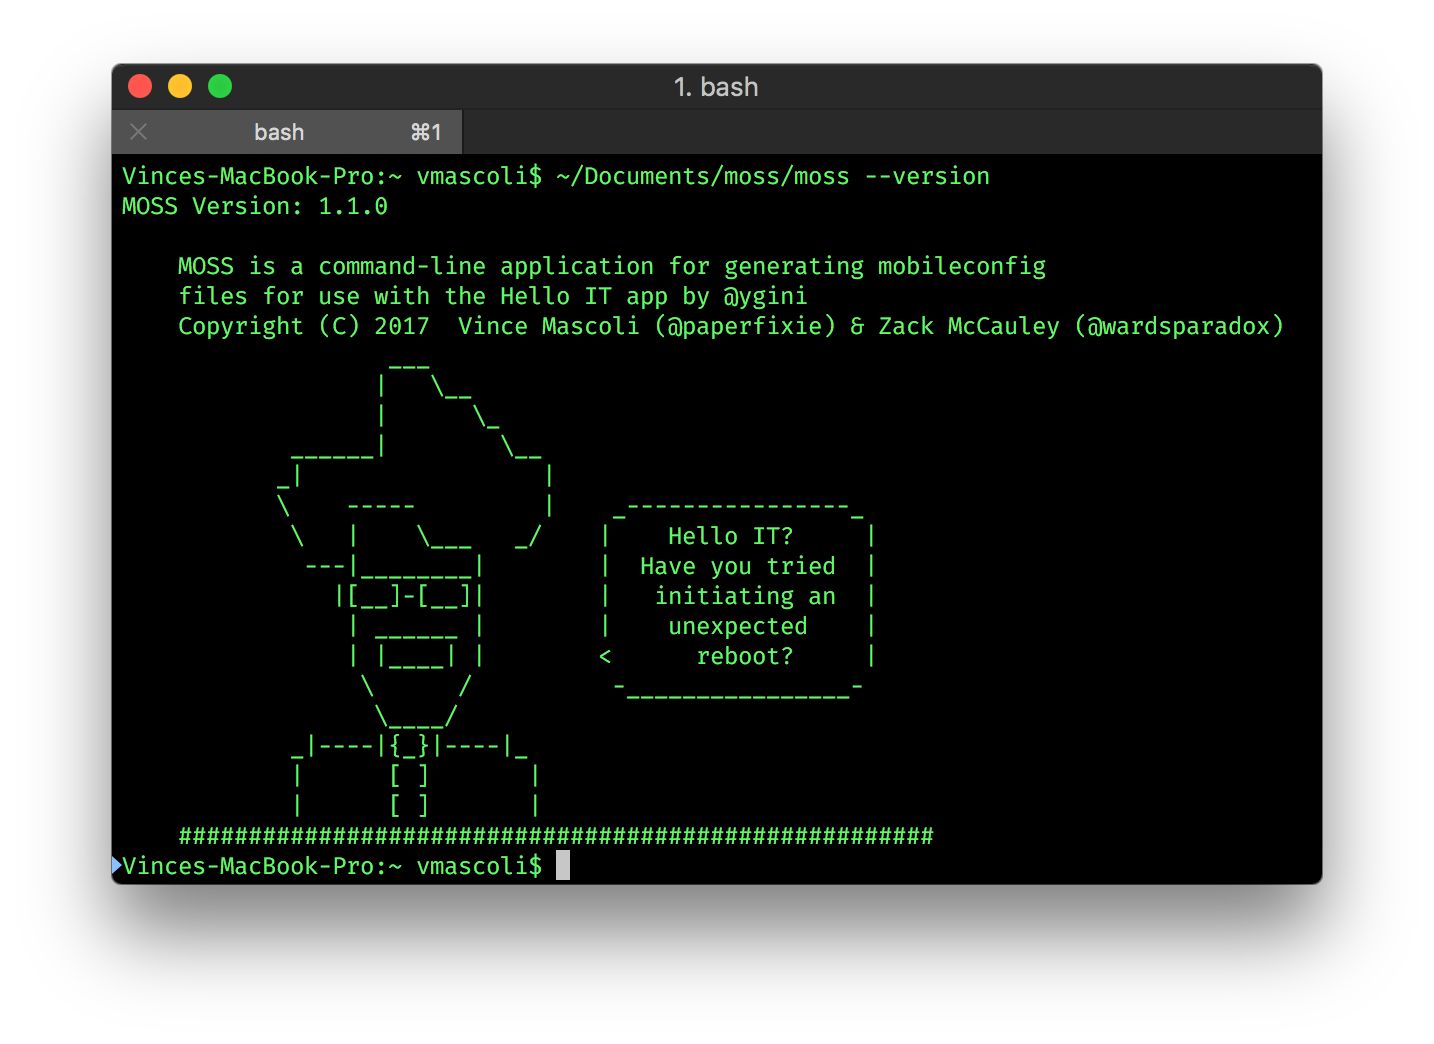 1. bash
bash ⌘1
Vinces-MacBook-Pro:~ vmascoli$ ~/Documents/moss/moss --version
MOSS Version: 1.1.0
MOSS is a command-line application for generating mobileconfig
files for use with the Hello IT app by @ygini
Copyright (C) 2017  Vince Mascoli (@paperfixie) & Zack McCauley (@wardsparadox)
Hello IT?
Have you tried
initiating an
unexpected
reboot?
######################################################
Vinces-MacBook-Pro:~ vmascoli$